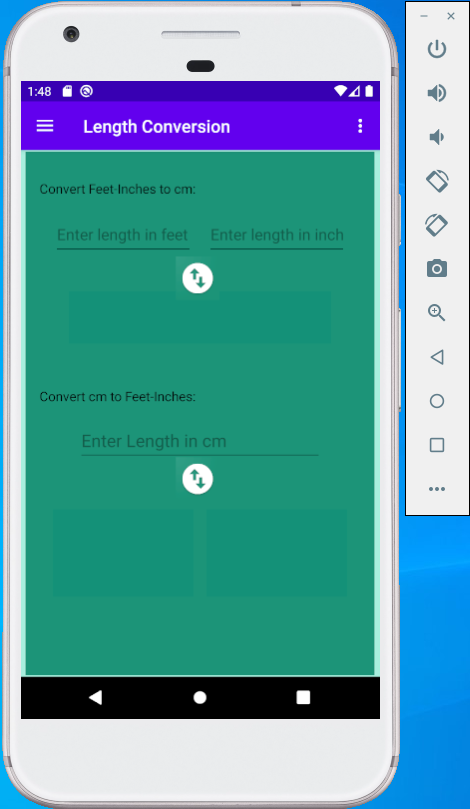 1:48
Length Conversion
Convert Feet-Inches to cm:
Enter length in feet Enter length in inch
Convert cm to Feet-Inches:
Enter Length in cm